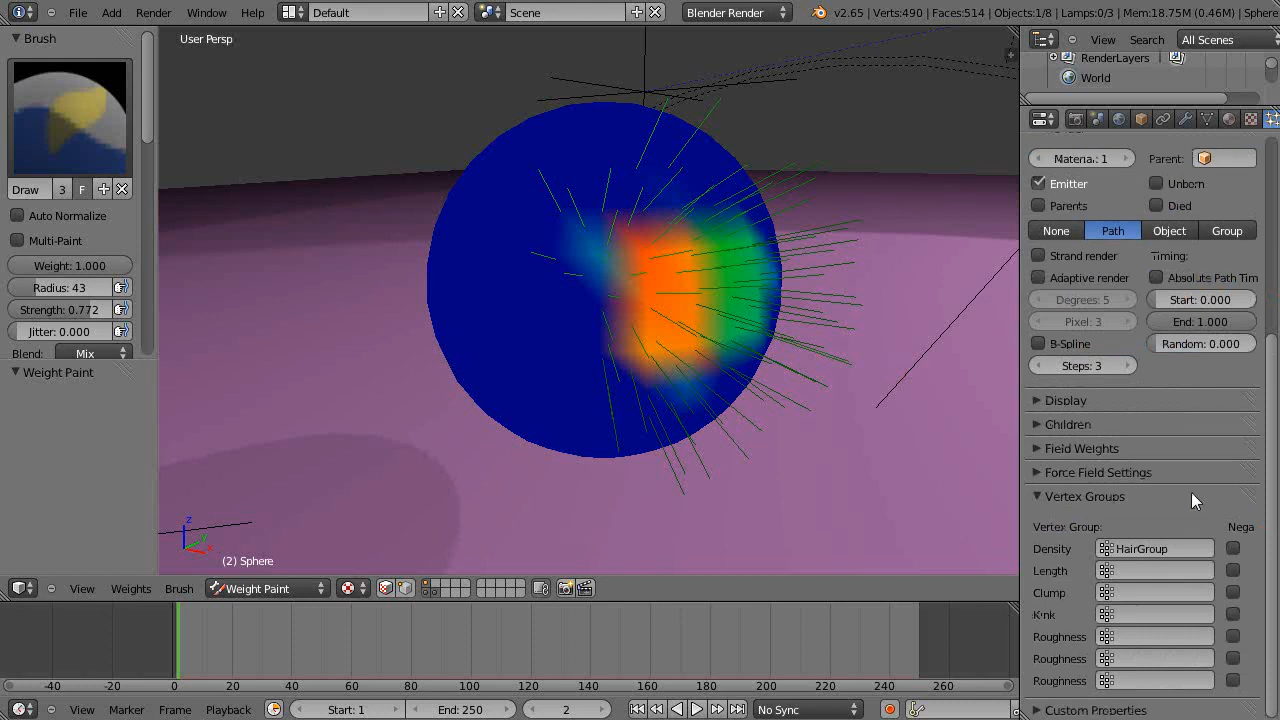 File Add Render Window Help Default Scene Blender Render v2.65 | Verts:490 | Faces:514 | Objects:1/8 | Lamps:0/3 | Mem:18.75M (0.46M) | Sphere
Brush
User Persp
View Search All Scenes
RenderLayers
World
Draw 3 F
Auto Normalize
Multi-Paint
Weight: 1.000
Radius: 43
Strength: 0.772
Jitter: 0.000
Blend: Mix
Weight Paint
Material: 1 Parent:
Emitter Unborn
Parents Died
None Path Object Group
Strand render Timing:
Adaptive render Absolute Path Tim
Degrees: 5 Start: 0.000
Pixel: 3 End: 1.000
B-Spline Random: 0.000
Steps: 3
Display
Children
Field Weights
Force Field Settings
Vertex Groups
Vertex Group: Nega
Density HairGroup
Length
Clump
Kink
Roughness
Roughness
Roughness
Custom Properties
z
y
x
(2) Sphere
View Weights Brush Weight Paint
-40 -20 0 20 40 60 80 100 120 140 160 180 200 220 240 260
View Marker Frame Playback Start: 1 End: 250 2 No Sync